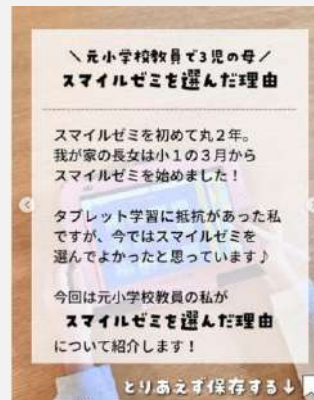 ＼元小学校教員で3児の母／
スマイルゼミを選んだ理由
スマイルゼミを初めて丸２年。
我が家の長女は小１の３月から
スマイルゼミを始めました！
タブレット学習に抵抗があった私
ですが、今ではスマイルゼミを
選んでよかったと思っています♪
今回は元小学校教員の私が
スマイルゼミを選んだ理由
について紹介します！
とりあえず保存する↓